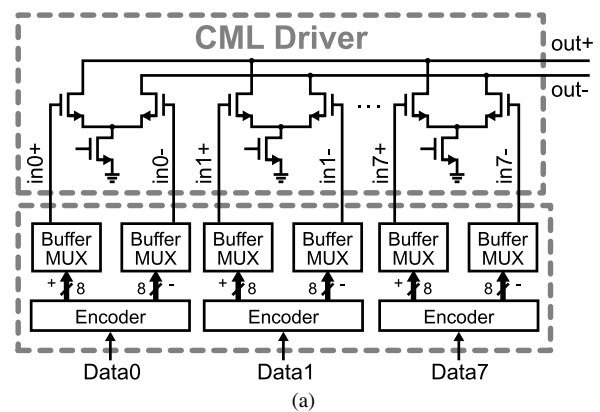 CML Driver
out+
out-
in0+
in0-
in1+
in1-
...
in7+
in7-
Buffer
MUX
Buffer
MUX
Buffer
MUX
Buffer
MUX
Buffer
MUX
Buffer
MUX
+
8
8
-
+
8
8
-
+
8
8
-
Encoder
Encoder
Encoder
Data0
Data1
Data7
(a)